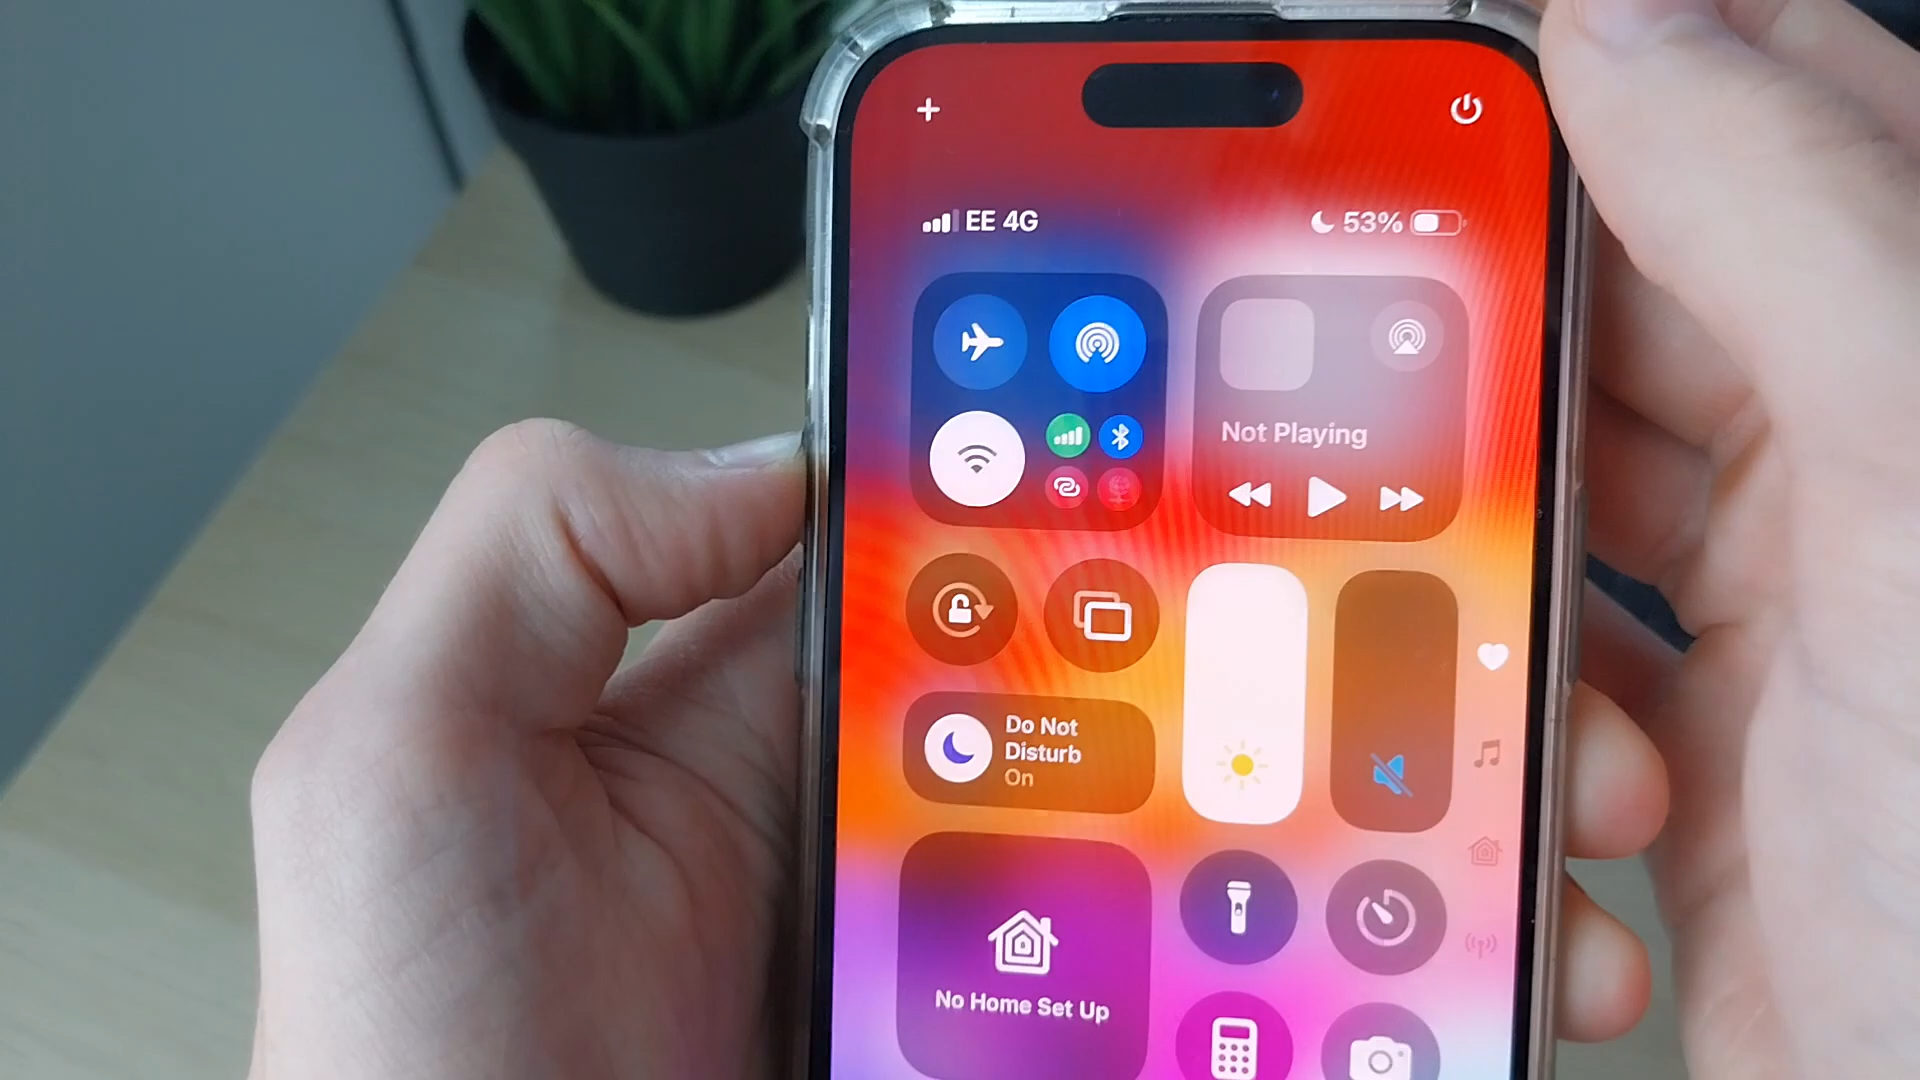 EE 4G
53%
Not Playing
Do Not
Disturb
On
No Home Set Up